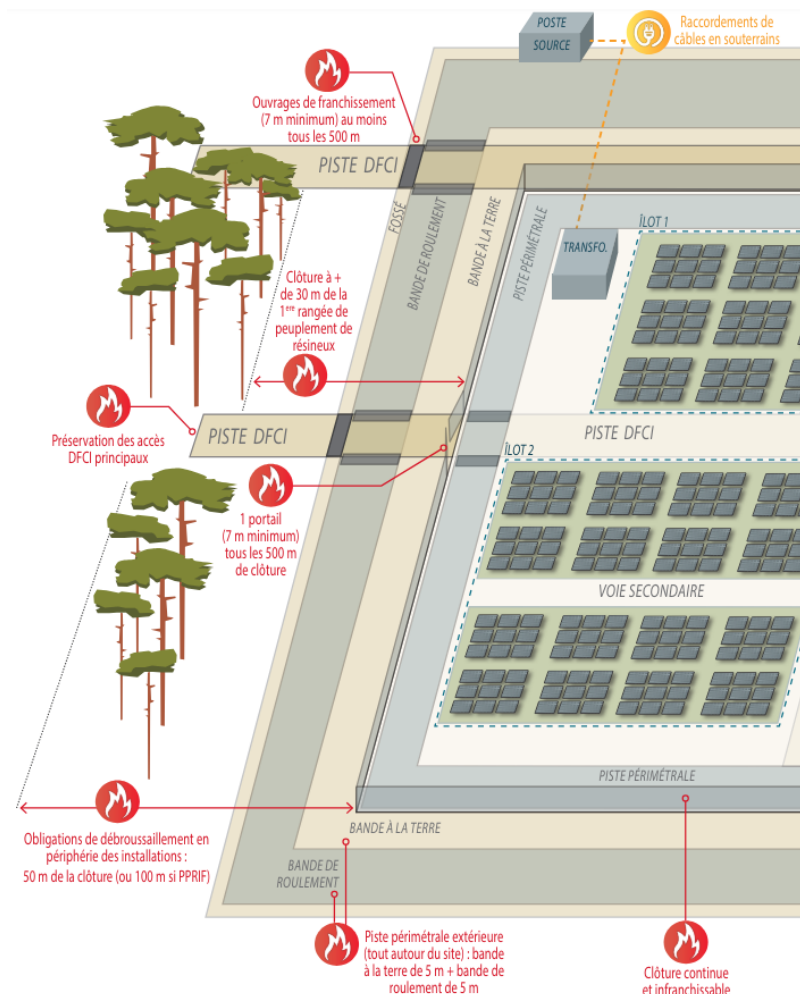 POSTE
SOURCE
Raccordements de
câbles en souterrains
Ouvrages de franchissement
(7 m minimum) au moins
tous les 500 m
PISTE DFCI
FOSSÉ
BANDE DE ROULEMENT
BANDE À LA TERRE
PISTE PÉRIMÉTRALE
ÎLOT 1
TRANSFO.
Clôture à +
de 30 m de la
1ère rangée de
peuplement de
résineux
Préservation des accès
DFCI principaux
PISTE DFCI
PISTE DFCI
ÎLOT 2
1 portail
(7 m minimum)
tous les 500 m
de clôture
VOIE SECONDAIRE
PISTE PÉRIMÉTRALE
Obligations de débroussaillement en
périphérie des installations :
50 m de la clôture (ou 100 m si PPRIF)
BANDE À LA TERRE
BANDE DE
ROULEMENT
Piste périmétrale extérieure
(tout autour du site) : bande
à la terre de 5 m + bande de
roulement de 5 m
Clôture continue
et infranchissable